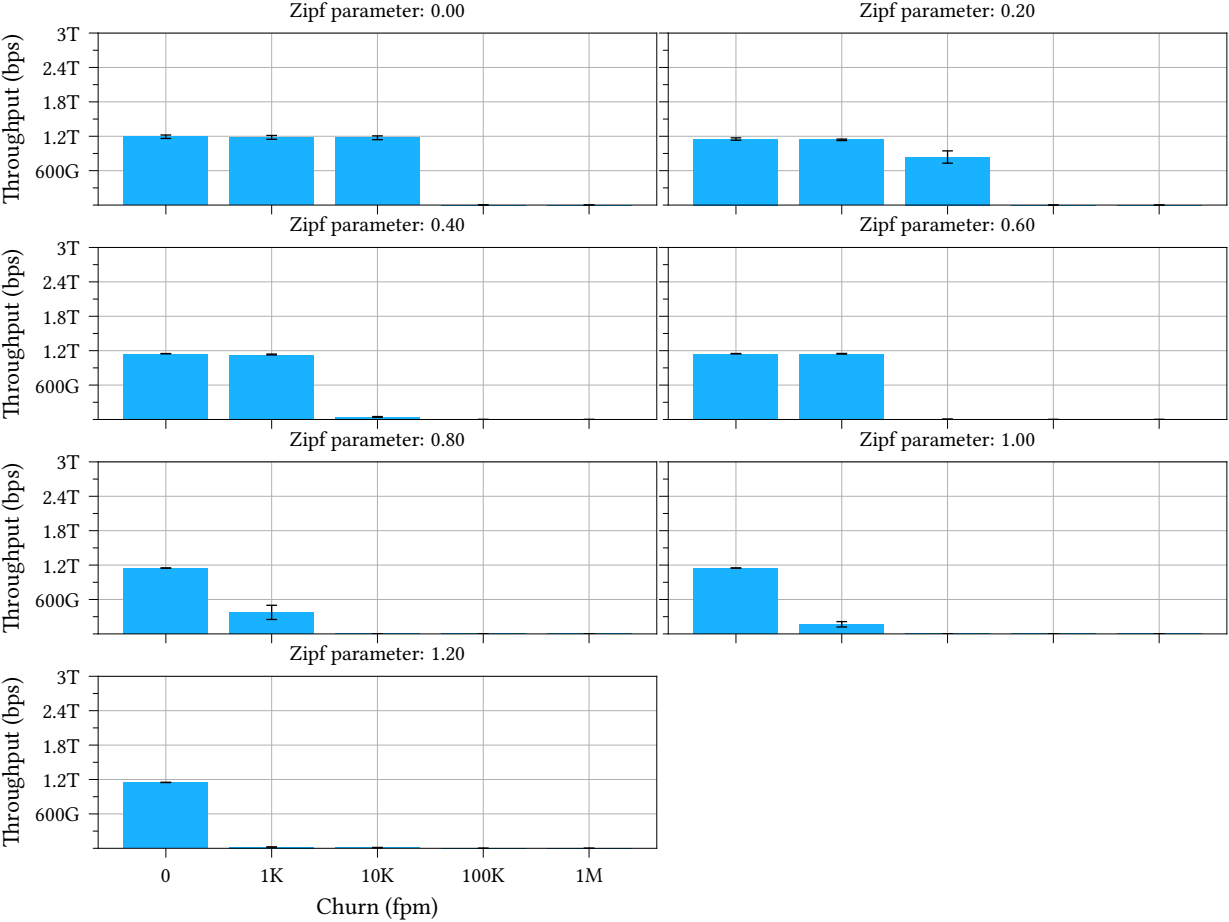 Zipf parameter: 0.00
Zipf parameter: 0.20
Throughput (bps)
3T
2.4T
1.8T
1.2T
600G
Zipf parameter: 0.40
Zipf parameter: 0.60
Throughput (bps)
3T
2.4T
1.8T
1.2T
600G
Zipf parameter: 0.80
Zipf parameter: 1.00
Throughput (bps)
3T
2.4T
1.8T
1.2T
600G
Zipf parameter: 1.20
Throughput (bps)
3T
2.4T
1.8T
1.2T
600G
0 1K 10K 100K 1M
Churn (fpm)